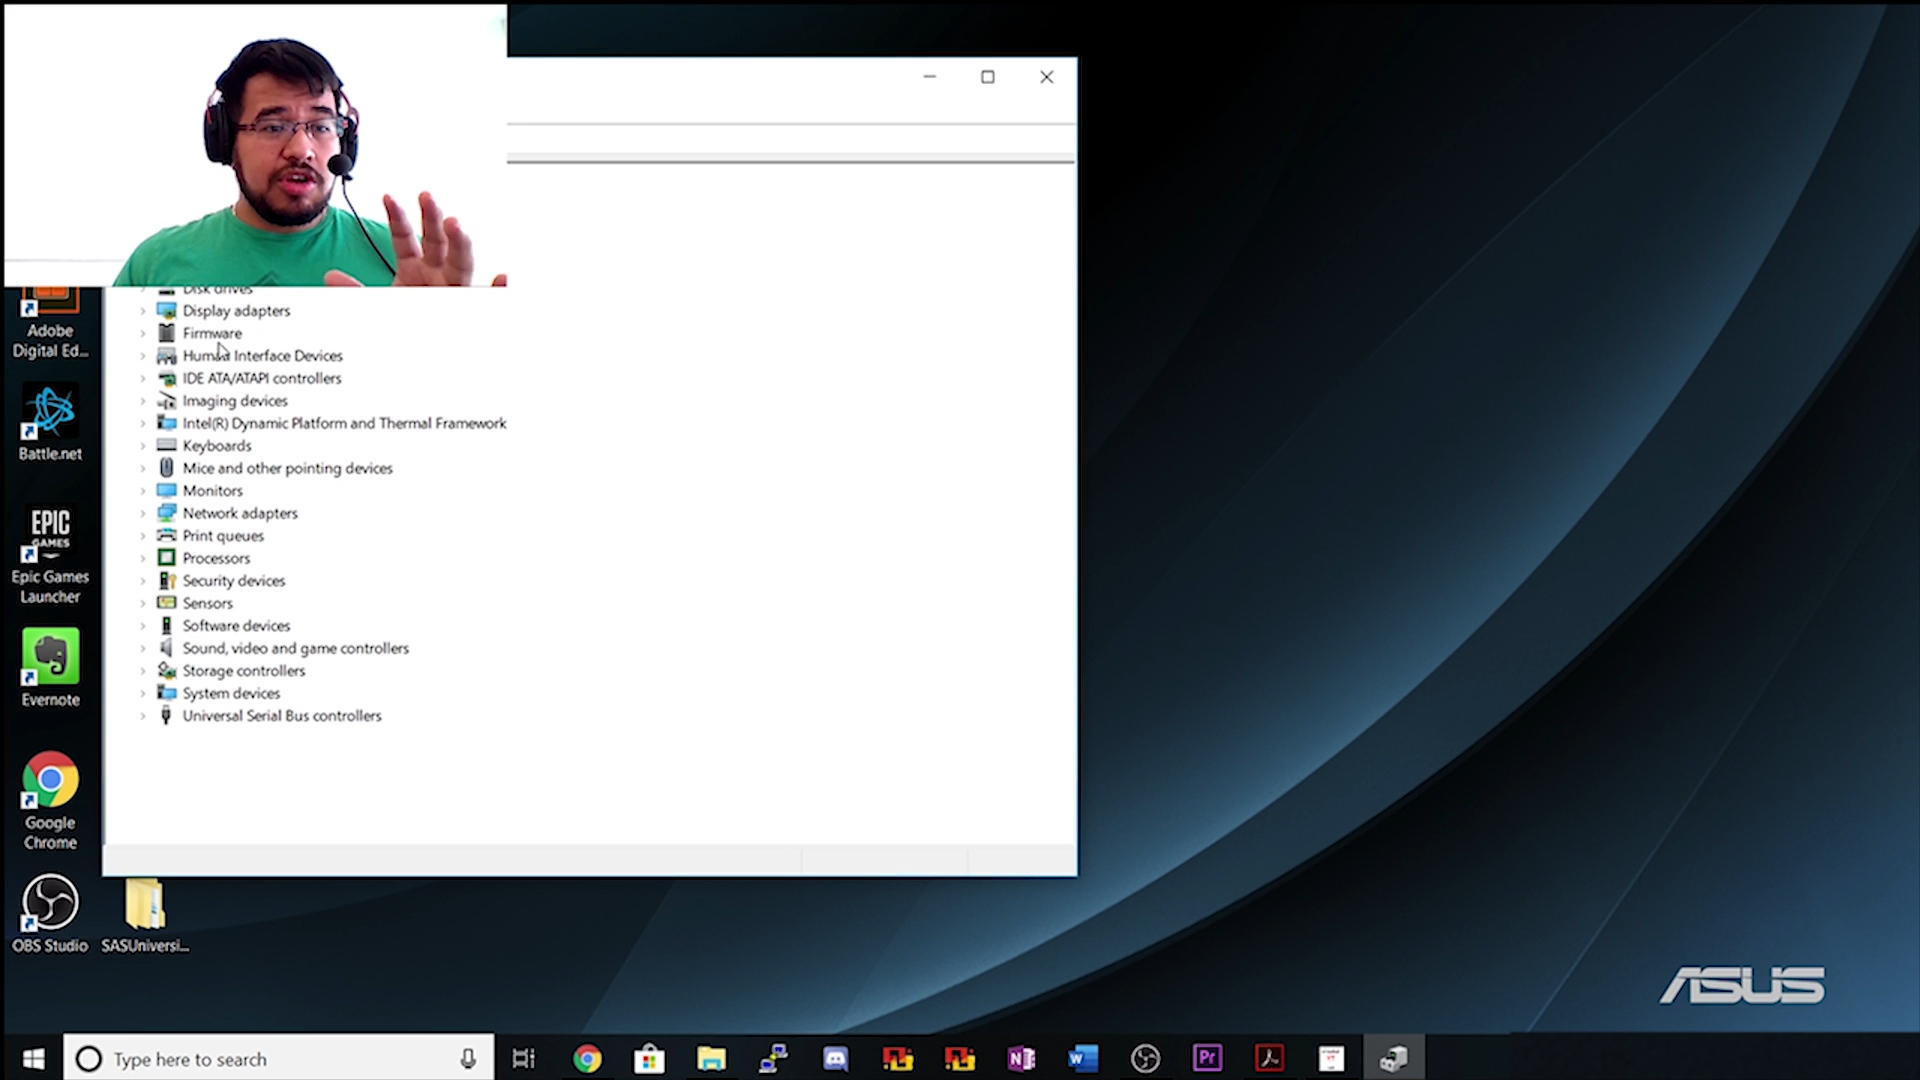 Disk drives
Display adapters
Firmware
Human Interface Devices
IDE ATA/ATAPI controllers
Imaging devices
Intel(R) Dynamic Platform and Thermal Framework
Keyboards
Mice and other pointing devices
Monitors
Network adapters
Print queues
Processors
Security devices
Sensors
Software devices
Sound, video and game controllers
Storage controllers
System devices
Universal Serial Bus controllers
Adobe
Digital Ed...
Battle.net
EPIC
GAMES
Epic Games
Launcher
Evernote
Google
Chrome
OBS Studio
SASUniversi...
ASUS
Type here to search
N
W
Pr